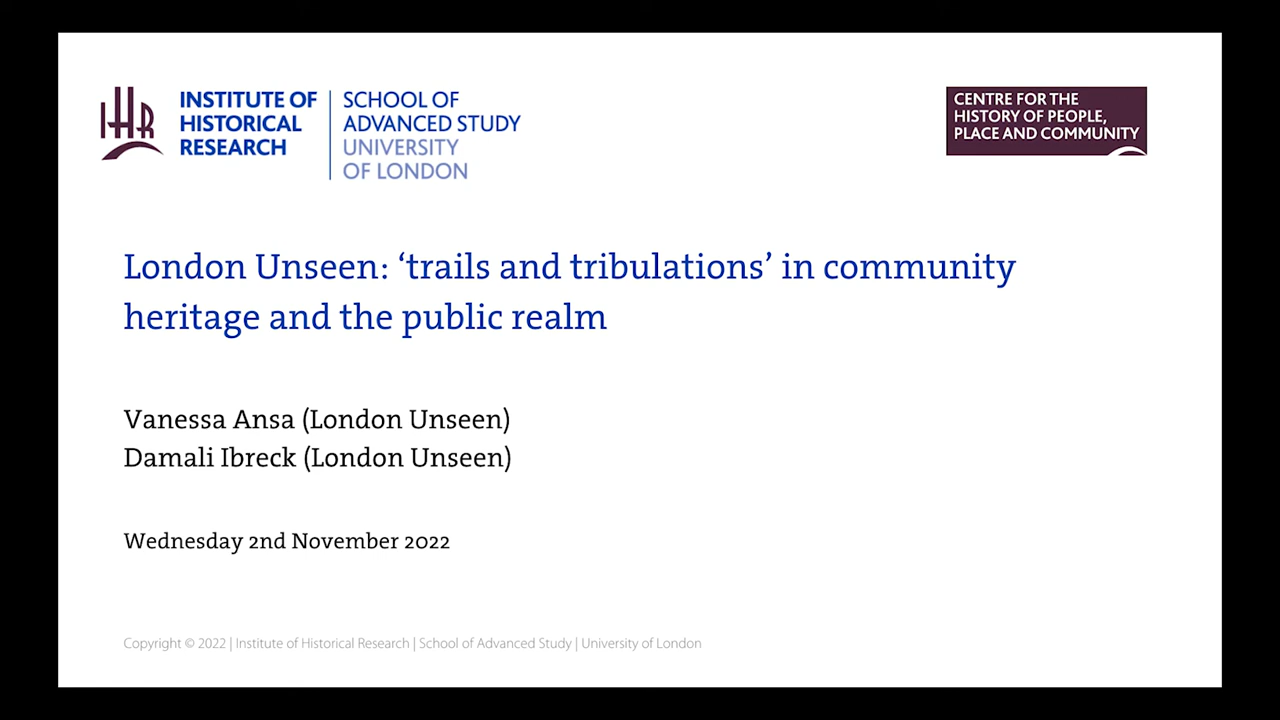 IHR
INSTITUTE OF
HISTORICAL
RESEARCH
SCHOOL OF
ADVANCED STUDY
UNIVERSITY
OF LONDON
CENTRE FOR THE
HISTORY OF PEOPLE,
PLACE AND COMMUNITY
London Unseen: ‘trails and tribulations’ in community
heritage and the public realm
Vanessa Ansa (London Unseen)
Damali Ibreck (London Unseen)
Wednesday 2nd November 2022
Copyright © 2022 | Institute of Historical Research | School of Advanced Study | University of London